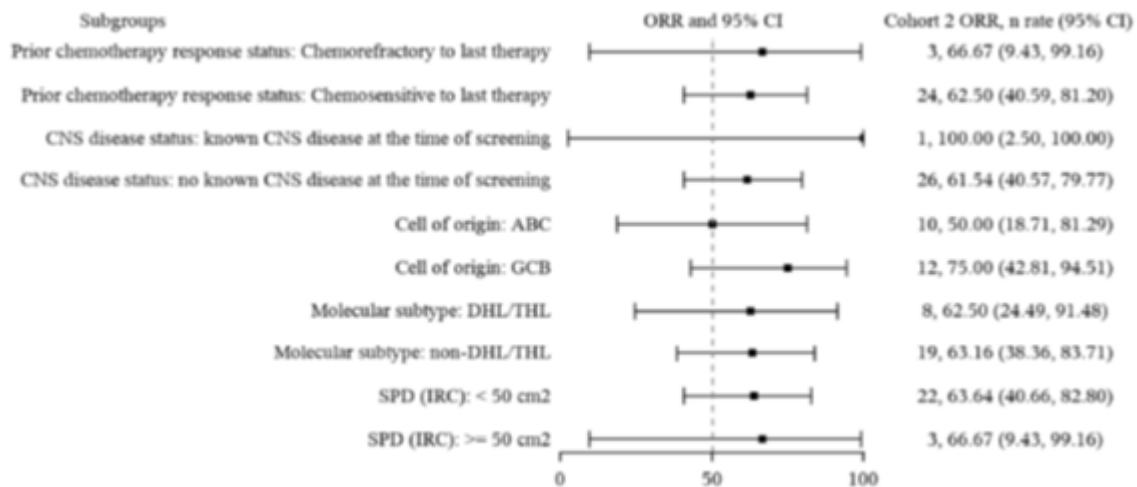 Subgroups ORR and 95% CI Cohort 2 ORR, n rate (95% CI)
Prior chemotherapy response status: Chemorefractory to last therapy 3, 66.67 (9.43, 99.16)
Prior chemotherapy response status: Chemosensitive to last therapy 24, 62.50 (40.59, 81.20)
CNS disease status: known CNS disease at the time of screening 1, 100.00 (2.50, 100.00)
CNS disease status: no known CNS disease at the time of screening 26, 61.54 (40.57, 79.77)
Cell of origin: ABC 10, 50.00 (18.71, 81.29)
Cell of origin: GCB 12, 75.00 (42.81, 94.51)
Molecular subtype: DHL/THL 8, 62.50 (24.49, 91.48)
Molecular subtype: non-DHL/THL 19, 63.16 (38.36, 83.71)
SPD (IRC): < 50 cm2 22, 63.64 (40.66, 82.80)
SPD (IRC): >= 50 cm2 3, 66.67 (9.43, 99.16)
0 50 100